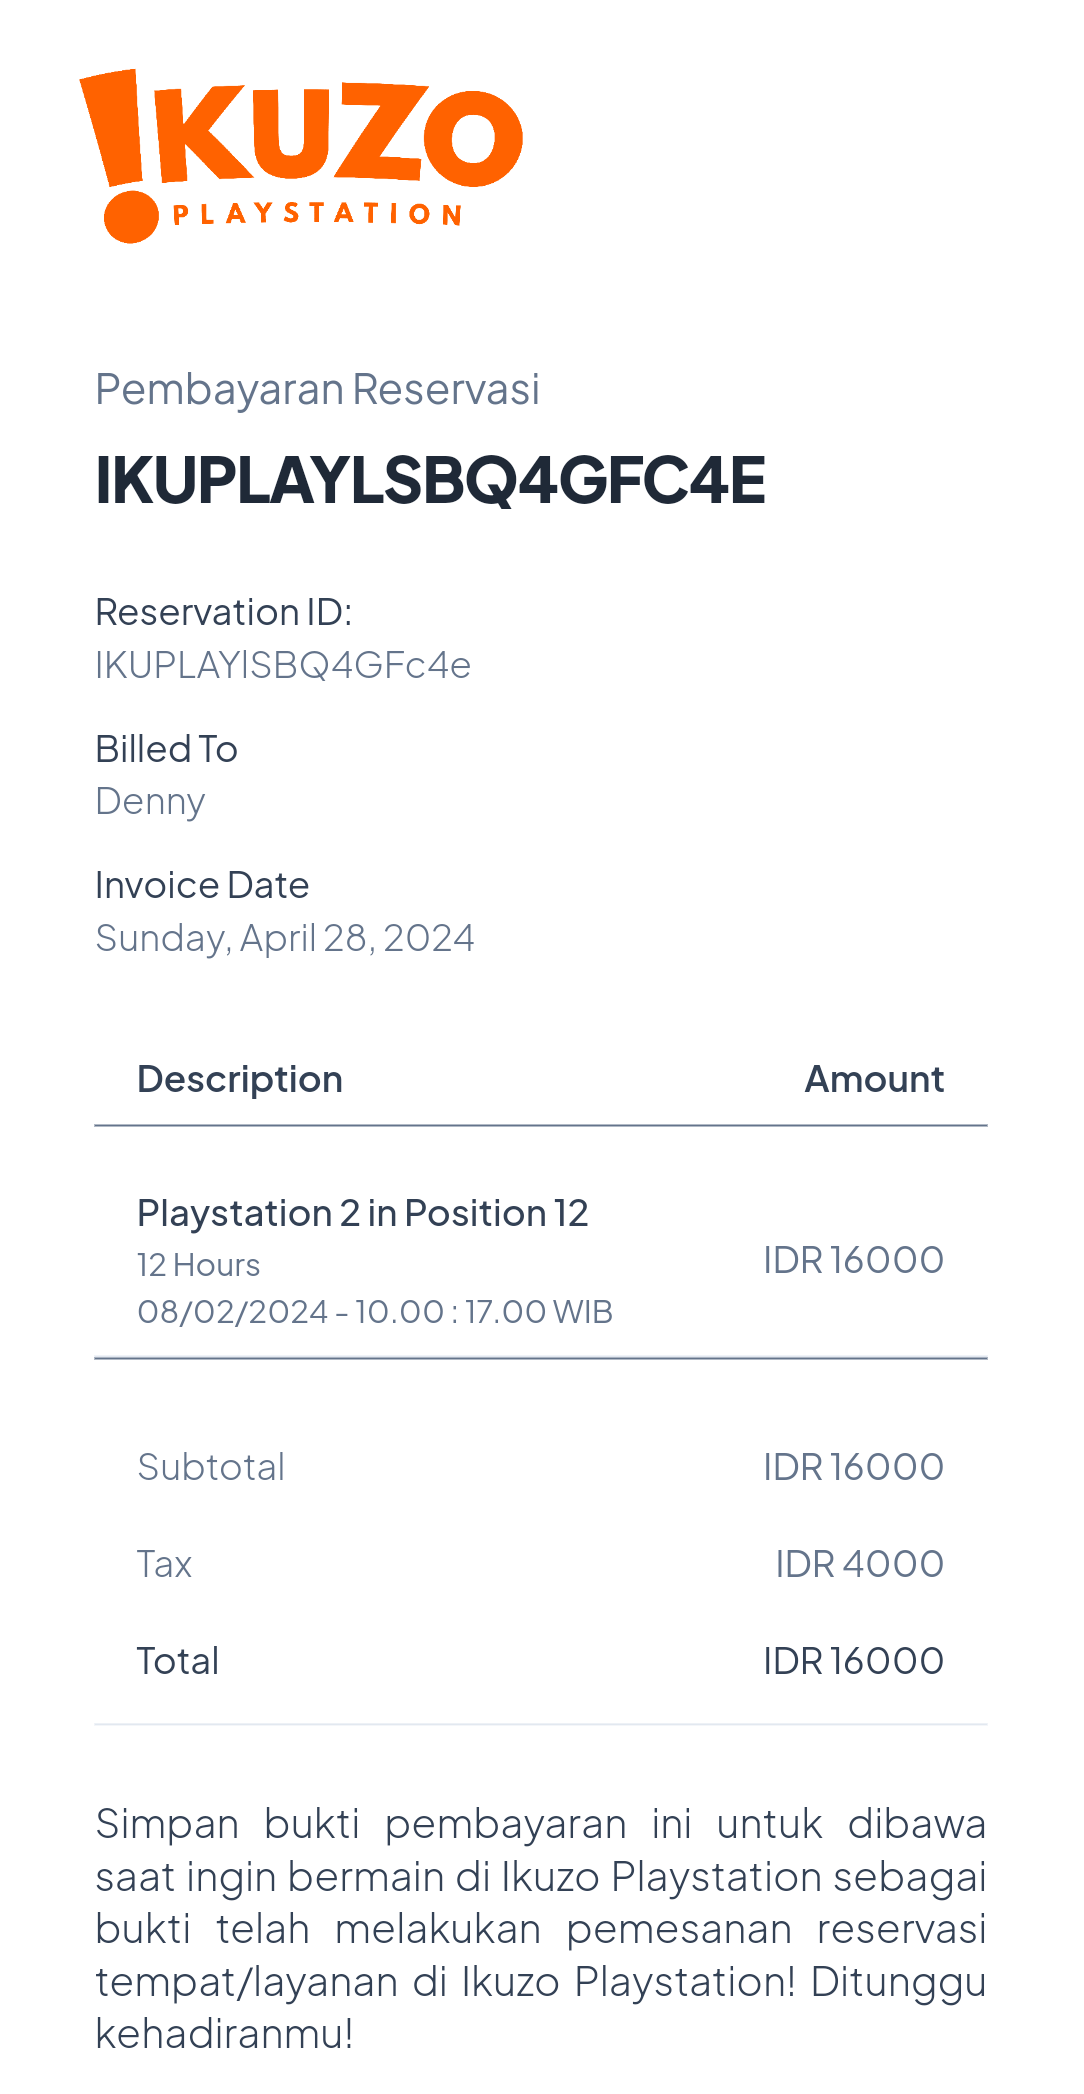 !KUZO
PLAYSTATION
Pembayaran Reservasi
IKUPLAYLSBQ4GFC4E
Reservation ID:
IKUPLAYlSBQ4GFc4e
Billed To
Denny
Invoice Date
Sunday, April 28, 2024
Description Amount
Playstation 2 in Position 12
12 Hours
IDR 16000
08/02/2024 - 10.00 : 17.00 WIB
Subtotal IDR 16000
Tax IDR 4000
Total IDR 16000
Simpan bukti pembayaran ini untuk dibawa
saat ingin bermain di Ikuzo Playstation sebagai
bukti telah melakukan pemesanan reservasi
tempat/layanan di Ikuzo Playstation! Ditunggu
kehadiranmu!